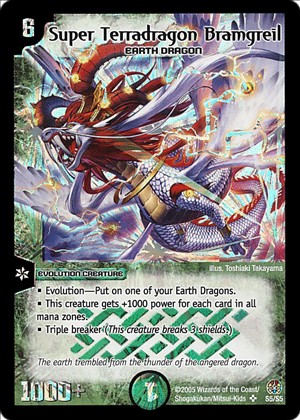 6
Super Terradragon Bramgreil
EARTH DRAGON
illus. Toshiaki Takayama
EVOLUTION CREATURE
• Evolution—Put on one of your Earth Dragons.
• This creature gets +1000 power for each card in all
mana zones.
• Triple breaker (This creature breaks 3 shields.)
The earth trembled from the thunder of the angered dragon.
1000+
1
©2005 Wizards of the Coast/
Shogakukan/Mitsui-Kids
S5/S5